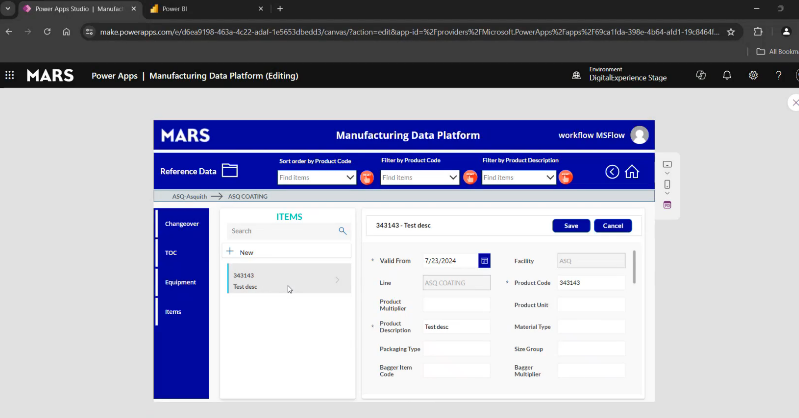 Power Apps Studio | Manufact
Power BI
make.powerapps.com/e/d6ea9198-463a-4c22-adaf-1e5653dbedd3/canvas/?action=edit&app-id=%2Fproviders%2FMicrosoft.PowerApps%2Fapps%2F69ca1fda-398e-4b64-afd1-19c8464f...
All Bookm
MARS Power Apps | Manufacturing Data Platform (Editing)
Environment
DigitalExperience Stage
MARS
Manufacturing Data Platform
workflow MSFlow
Reference Data
Sort order by Product Code
Filter by Product Code
Filter by Product Description
Find items
Find items
Find items
ASQ-Asqsith
ASQ COATING
Changeover
TOC
Equipment
Items
ITEMS
Search
New
343143
Test desc
343143 - Test desc
Save
Cancel
* Valid From 7/23/2024
Facility ASQ
Line ASQ COATING
* Product Code 343143
Product Multiplier
Product Unit
* Product Description Test desc
Material Type
Packaging Type
Size Group
Bagger Item Code
Bagger Multiplier